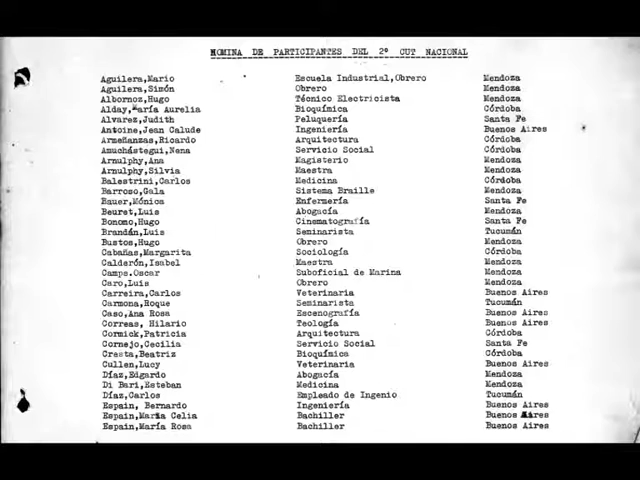 NOMINA DE PARTICIPANTES DEL 2º CUT NACIONAL
Aguilera,Mario Escuela Industrial,Obrero Mendoza
Aguilera,Simón Obrero Mendoza
Albornoz,Hugo Técnico Electricista Mendoza
Alday,María Aurelia Bioquímica Córdoba
Alvarez,Judith Peluquería Santa Fe
Antoine,Jean Calude Ingeniería Buenos Aires
Armeñanzas,Ricardo Arquitectura Córdoba
Amuchástegui,Nena Servicio Social Córdoba
Arnulphy,Ana Magisterio Mendoza
Arnulphy,Silvia Maestra Mendoza
Balestrini,Carlos Medicina Córdoba
Barroso,Gala Sistema Braille Mendoza
Bauer,Mónica Enfermería Santa Fe
Beuret,Luis Abogacía Mendoza
Bonomo,Hugo Cinematografía Santa Fe
Brandán,Luis Seminarista Tucumán
Bustos,Hugo Obrero Mendoza
Cabañas,Margarita Sociología Córdoba
Calderón,Isabel Maestra Mendoza
Camps.Oscar Suboficial de Marina Mendoza
Caro,Luis Obrero Mendoza
Carreira,Carlos Veterinaria Buenos Aires
Carmona,Roque Seminarista Tucumán
Caso,Ana Rosa Escenografía Buenos Aires
Correas, Hilario Teología Buenos Aires
Cormick,Patricia Arquitectura Córdoba
Cornejo,Cecilia Servicio Social Santa Fe
Cresta,Beatriz Bioquímica Córdoba
Cullen,Lucy Veterinaria Buenos Aires
Díaz,Edgardo Abogacía Mendoza
Di Bari,Esteban Medicina Mendoza
Díaz,Carlos Empleado de Ingenio Tucumán
Espain, Bernardo Ingeniería Buenos Aires
Espain,María Celia Bachiller Buenos Aires
Espain,María Rosa Bachiller Buenos Aires